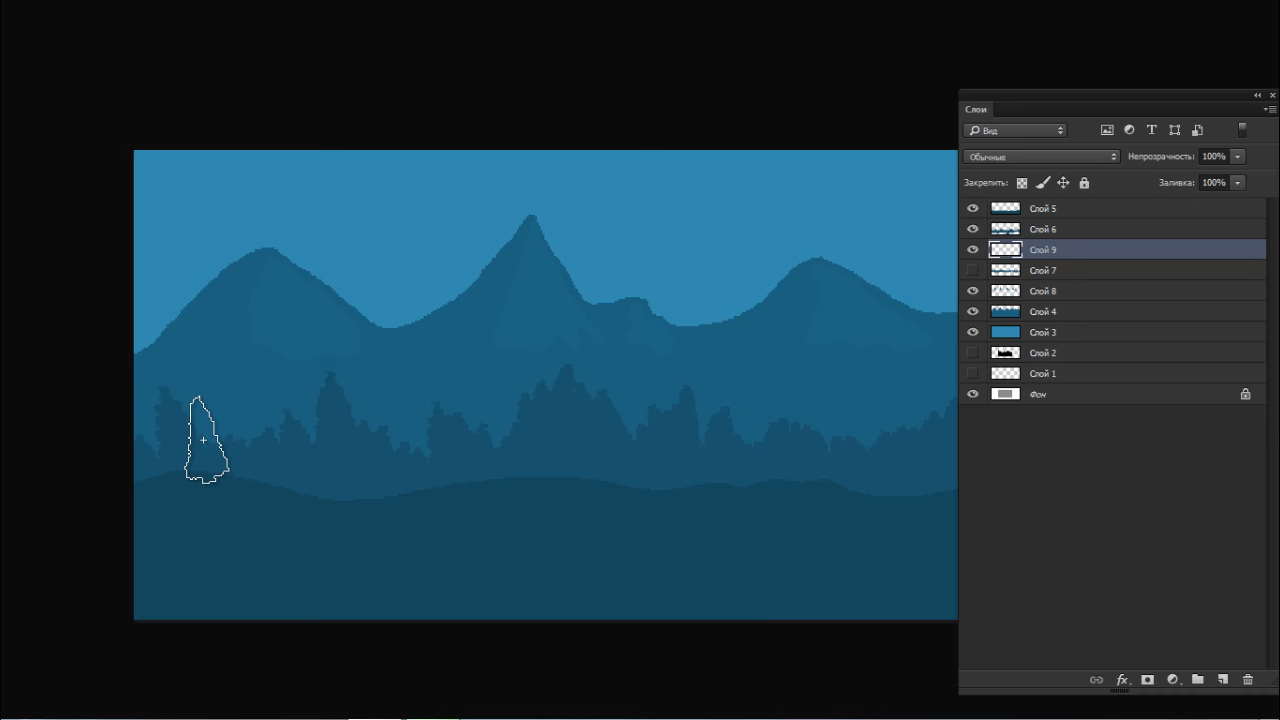 Слои
Вид
Обычные Непрозрачность: 100%
Закрепить: Заливка: 100%
Слой 5
Слой 6
Слой 9
Слой 7
Слой 8
Слой 4
Слой 3
Слой 2
Слой 1
Фон
fx